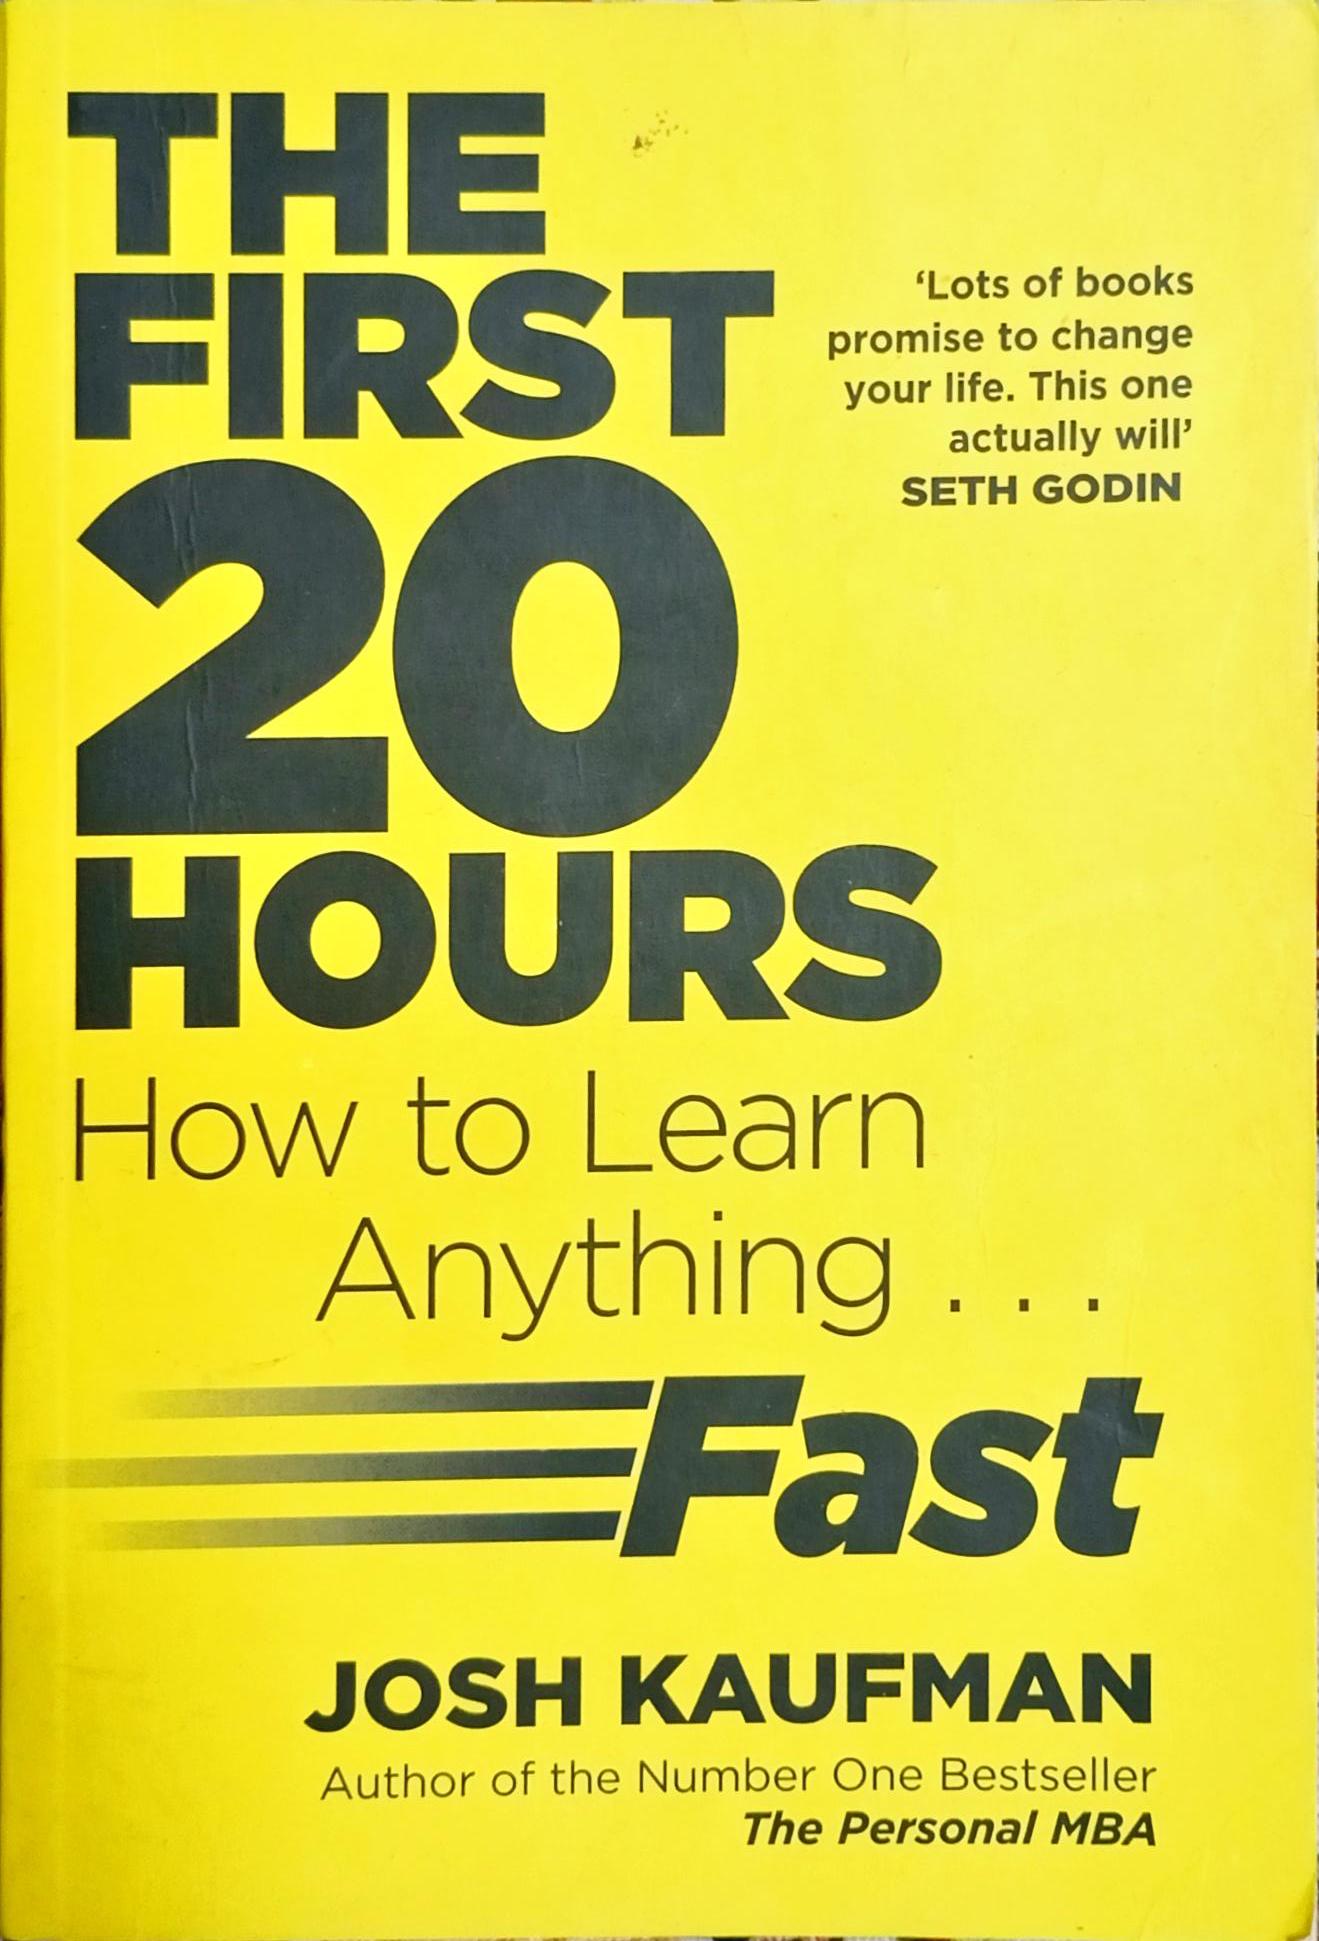 THE
FIRST
20
HOURS
‘Lots of books
promise to change
your life. This one
actually will’
SETH GODIN
How to Learn
Anything . . .
Fast
JOSH KAUFMAN
Author of the Number One Bestseller
The Personal MBA